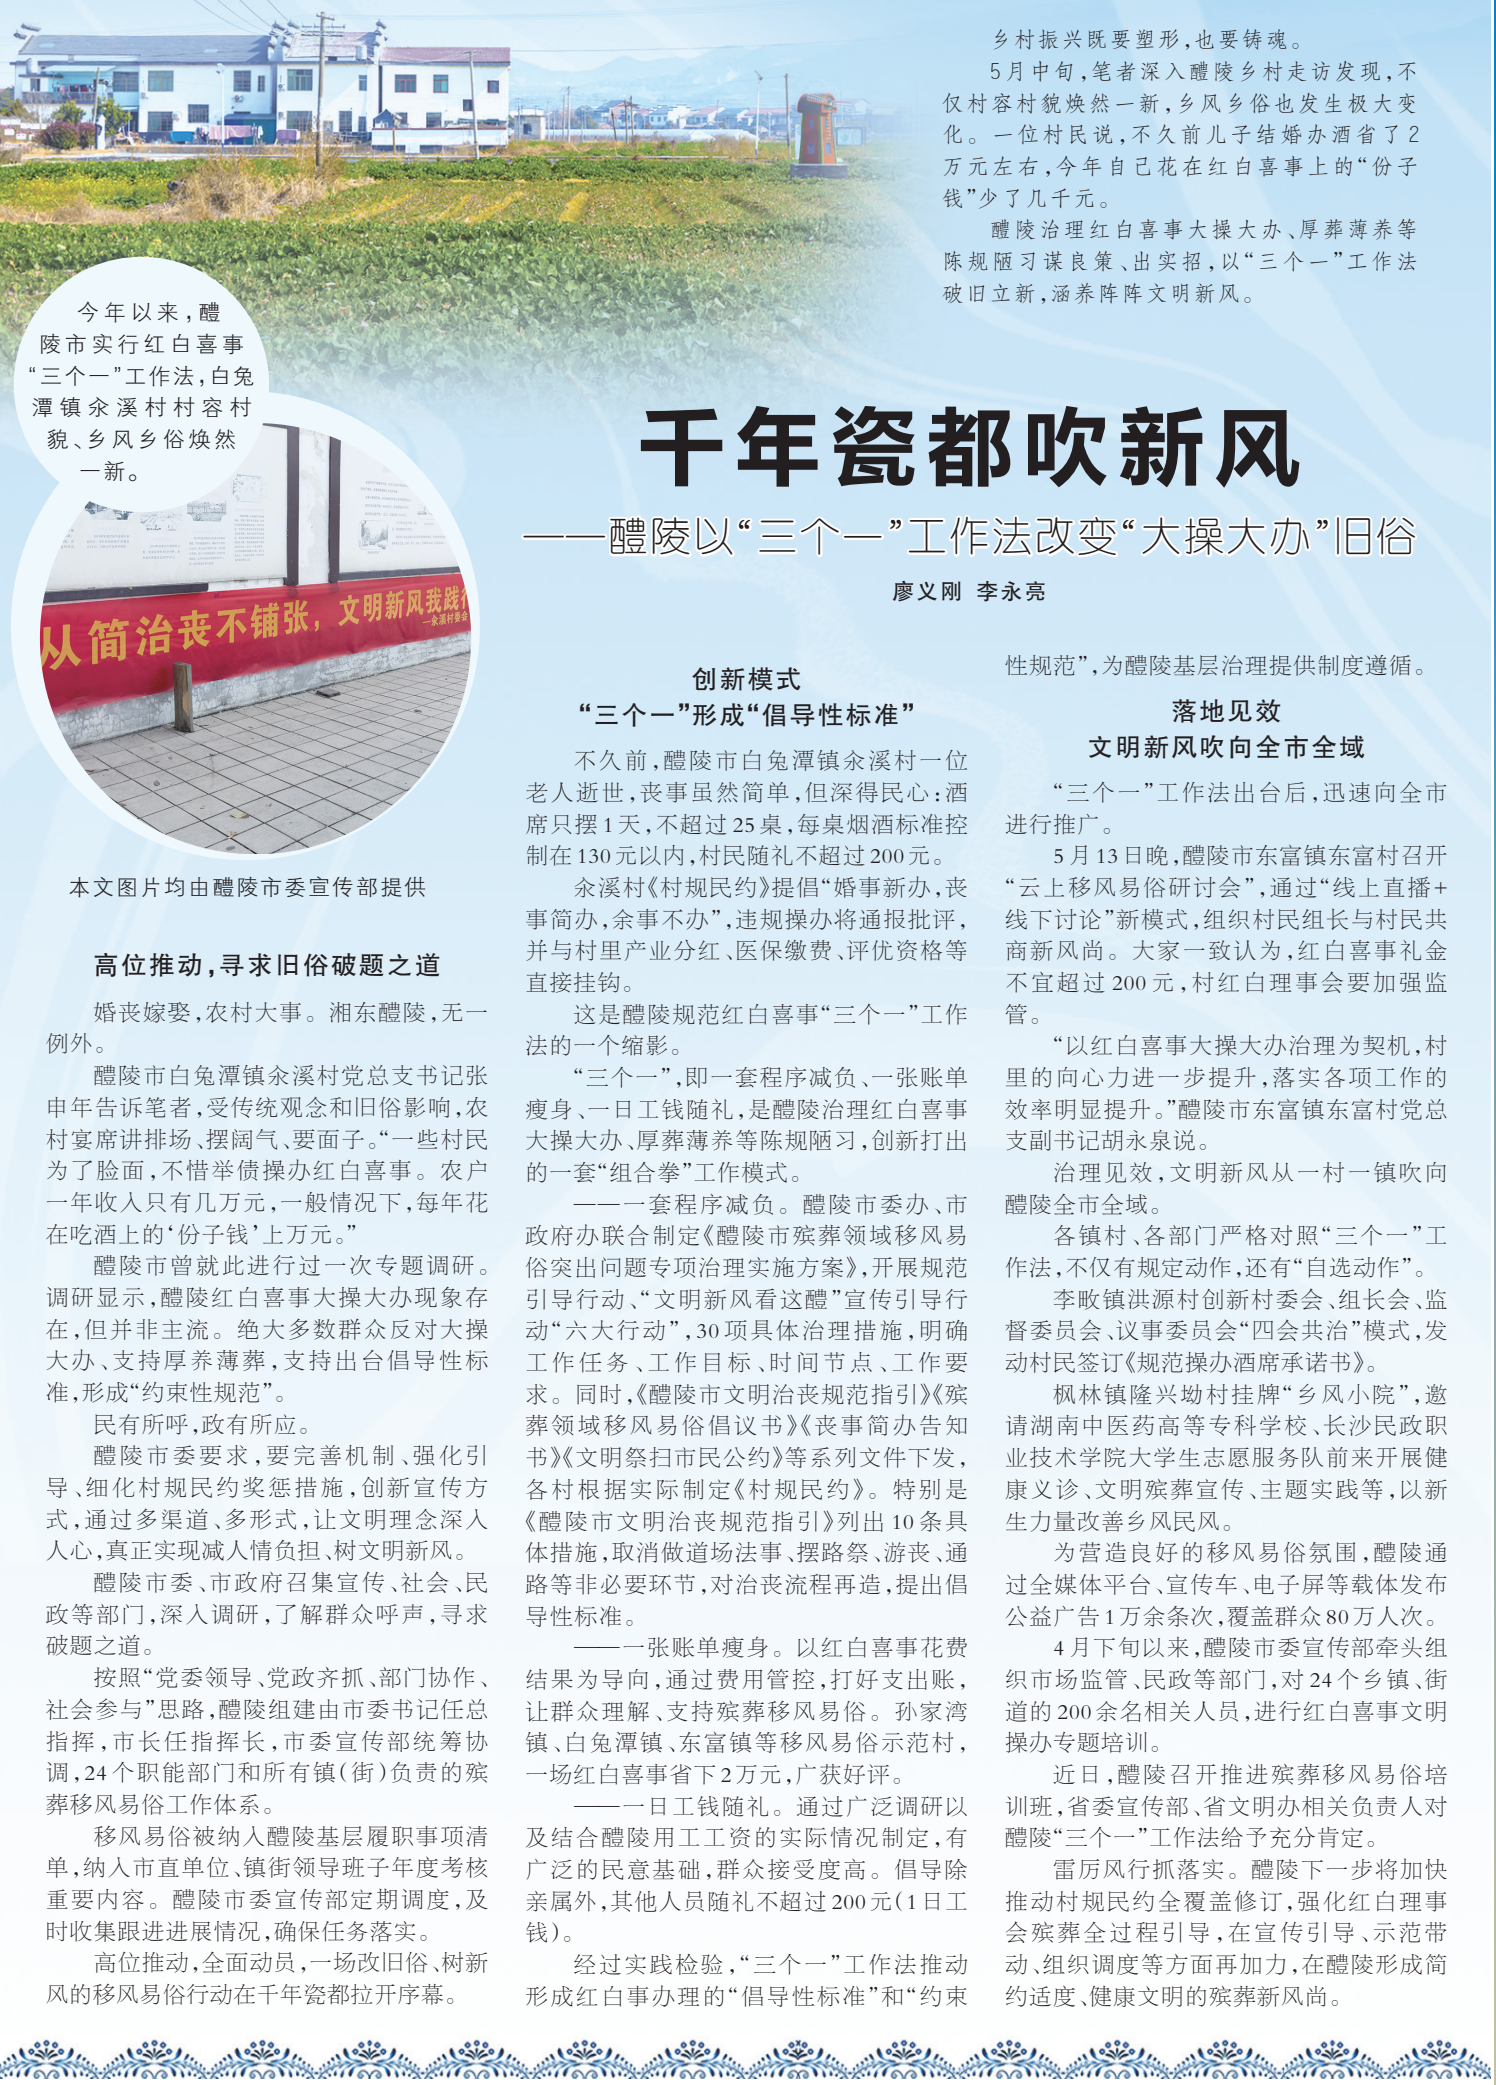 乡村振兴既要塑形,也要铸魂。
5月中旬,笔者深入醴陵乡村走访发现,不
仅村容村貌焕然一新,乡风乡俗也发生极大变
化。一位村民说,不久前儿子结婚办酒省了2
万元左右,今年自己花在红白喜事上的“份子
钱”少了几千元。
醴陵治理红白喜事大操大办、厚葬薄养等
陈规陋习谋良策、出实招,以“三个一”工作法
破旧立新,涵养阵阵文明新风。
今年以来,醴
陵市实行红白喜事
“三个一”工作法,白兔
潭镇氽溪村村容村
貌、乡风乡俗焕然
一新。
千年瓷都吹新风
——醴陵以“三个一”工作法改变“大操大办”旧俗
廖义刚 李永亮
从简治丧不铺张,文明新风我践行
—氽溪村委会
本文图片均由醴陵市委宣传部提供
高位推动,寻求旧俗破题之道
婚丧嫁娶,农村大事。湘东醴陵,无一
例外。
醴陵市白兔潭镇氽溪村党总支书记张
申年告诉笔者,受传统观念和旧俗影响,农
村宴席讲排场、摆阔气、要面子。“一些村民
为了脸面,不惜举债操办红白喜事。农户
一年收入只有几万元,一般情况下,每年花
在吃酒上的‘份子钱’上万元。”
醴陵市曾就此进行过一次专题调研。
调研显示,醴陵红白喜事大操大办现象存
在,但并非主流。绝大多数群众反对大操
大办、支持厚养薄葬,支持出台倡导性标
准,形成“约束性规范”。
民有所呼,政有所应。
醴陵市委要求,要完善机制、强化引
导、细化村规民约奖惩措施,创新宣传方
式,通过多渠道、多形式,让文明理念深入
人心,真正实现减人情负担、树文明新风。
醴陵市委、市政府召集宣传、社会、民
政等部门,深入调研,了解群众呼声,寻求
破题之道。
按照“党委领导、党政齐抓、部门协作、
社会参与”思路,醴陵组建由市委书记任总
指挥,市长任指挥长,市委宣传部统筹协
调,24个职能部门和所有镇(街)负责的殡
葬移风易俗工作体系。
移风易俗被纳入醴陵基层履职事项清
单,纳入市直单位、镇街领导班子年度考核
重要内容。醴陵市委宣传部定期调度,及
时收集跟进进展情况,确保任务落实。
高位推动,全面动员,一场改旧俗、树新
风的移风易俗行动在千年瓷都拉开序幕。
创新模式
“三个一”形成“倡导性标准”
不久前,醴陵市白兔潭镇氽溪村一位
老人逝世,丧事虽然简单,但深得民心:酒
席只摆1天,不超过25桌,每桌烟酒标准控
制在130元以内,村民随礼不超过200元。
氽溪村《村规民约》提倡“婚事新办,丧
事简办,余事不办”,违规操办将通报批评,
并与村里产业分红、医保缴费、评优资格等
直接挂钩。
这是醴陵规范红白喜事“三个一”工作
法的一个缩影。
“三个一”,即一套程序减负、一张账单
瘦身、一日工钱随礼,是醴陵治理红白喜事
大操大办、厚葬薄养等陈规陋习,创新打出
的一套“组合拳”工作模式。
——一套程序减负。醴陵市委办、市
政府办联合制定《醴陵市殡葬领域移风易
俗突出问题专项治理实施方案》,开展规范
引导行动、“文明新风看这醴”宣传引导行
动“六大行动”,30项具体治理措施,明确
工作任务、工作目标、时间节点、工作要
求。同时,《醴陵市文明治丧规范指引》《殡
葬领域移风易俗倡议书》《丧事简办告知
书》《文明祭扫市民公约》等系列文件下发,
各村根据实际制定《村规民约》。特别是
《醴陵市文明治丧规范指引》列出10条具
体措施,取消做道场法事、摆路祭、游丧、通
路等非必要环节,对治丧流程再造,提出倡
导性标准。
——一张账单瘦身。以红白喜事花费
结果为导向,通过费用管控,打好支出账,
让群众理解、支持殡葬移风易俗。孙家湾
镇、白兔潭镇、东富镇等移风易俗示范村,
一场红白喜事省下2万元,广获好评。
——一日工钱随礼。通过广泛调研以
及结合醴陵用工工资的实际情况制定,有
广泛的民意基础,群众接受度高。倡导除
亲属外,其他人员随礼不超过200元(1日工
钱)。
经过实践检验,“三个一”工作法推动
形成红白事办理的“倡导性标准”和“约束
性规范”,为醴陵基层治理提供制度遵循。
落地见效
文明新风吹向全市全域
“三个一”工作法出台后,迅速向全市
进行推广。
5月13日晚,醴陵市东富镇东富村召开
“云上移风易俗研讨会”,通过“线上直播+
线下讨论”新模式,组织村民组长与村民共
商新风尚。大家一致认为,红白喜事礼金
不宜超过200元,村红白理事会要加强监
管。
“以红白喜事大操大办治理为契机,村
里的向心力进一步提升,落实各项工作的
效率明显提升。”醴陵市东富镇东富村党总
支副书记胡永泉说。
治理见效,文明新风从一村一镇吹向
醴陵全市全域。
各镇村、各部门严格对照“三个一”工
作法,不仅有规定动作,还有“自选动作”。
李畋镇洪源村创新村委会、组长会、监
督委员会、议事委员会“四会共治”模式,发
动村民签订《规范操办酒席承诺书》。
枫林镇隆兴坳村挂牌“乡风小院”,邀
请湖南中医药高等专科学校、长沙民政职
业技术学院大学生志愿服务队前来开展健
康义诊、文明殡葬宣传、主题实践等,以新
生力量改善乡风民风。
为营造良好的移风易俗氛围,醴陵通
过全媒体平台、宣传车、电子屏等载体发布
公益广告1万余条次,覆盖群众80万人次。
4月下旬以来,醴陵市委宣传部牵头组
织市场监管、民政等部门,对24个乡镇、街
道的200余名相关人员,进行红白喜事文明
操办专题培训。
近日,醴陵召开推进殡葬移风易俗培
训班,省委宣传部、省文明办相关负责人对
醴陵“三个一”工作法给予充分肯定。
雷厉风行抓落实。醴陵下一步将加快
推动村规民约全覆盖修订,强化红白理事
会殡葬全过程引导,在宣传引导、示范带
动、组织调度等方面再加力,在醴陵形成简
约适度、健康文明的殡葬新风尚。